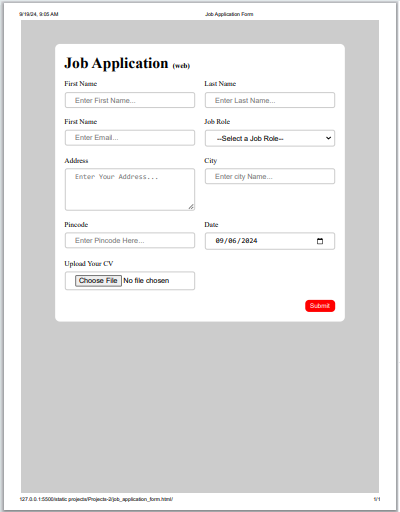 9/19/24, 9:05 AM Job Application Form
Job Application (web)
First Name Last Name
Enter First Name... Enter Last Name...
First Name Job Role
Enter Email... --Select a Job Role--
Address City
Enter Your Address... Enter city Name...
Pincode Date
Enter Pincode Here... 09/06/2024
Upload Your CV
Choose File No file chosen
Submit
127.0.0.1:5500/static projects/Projects-2/job_application_form.html/ 1/1